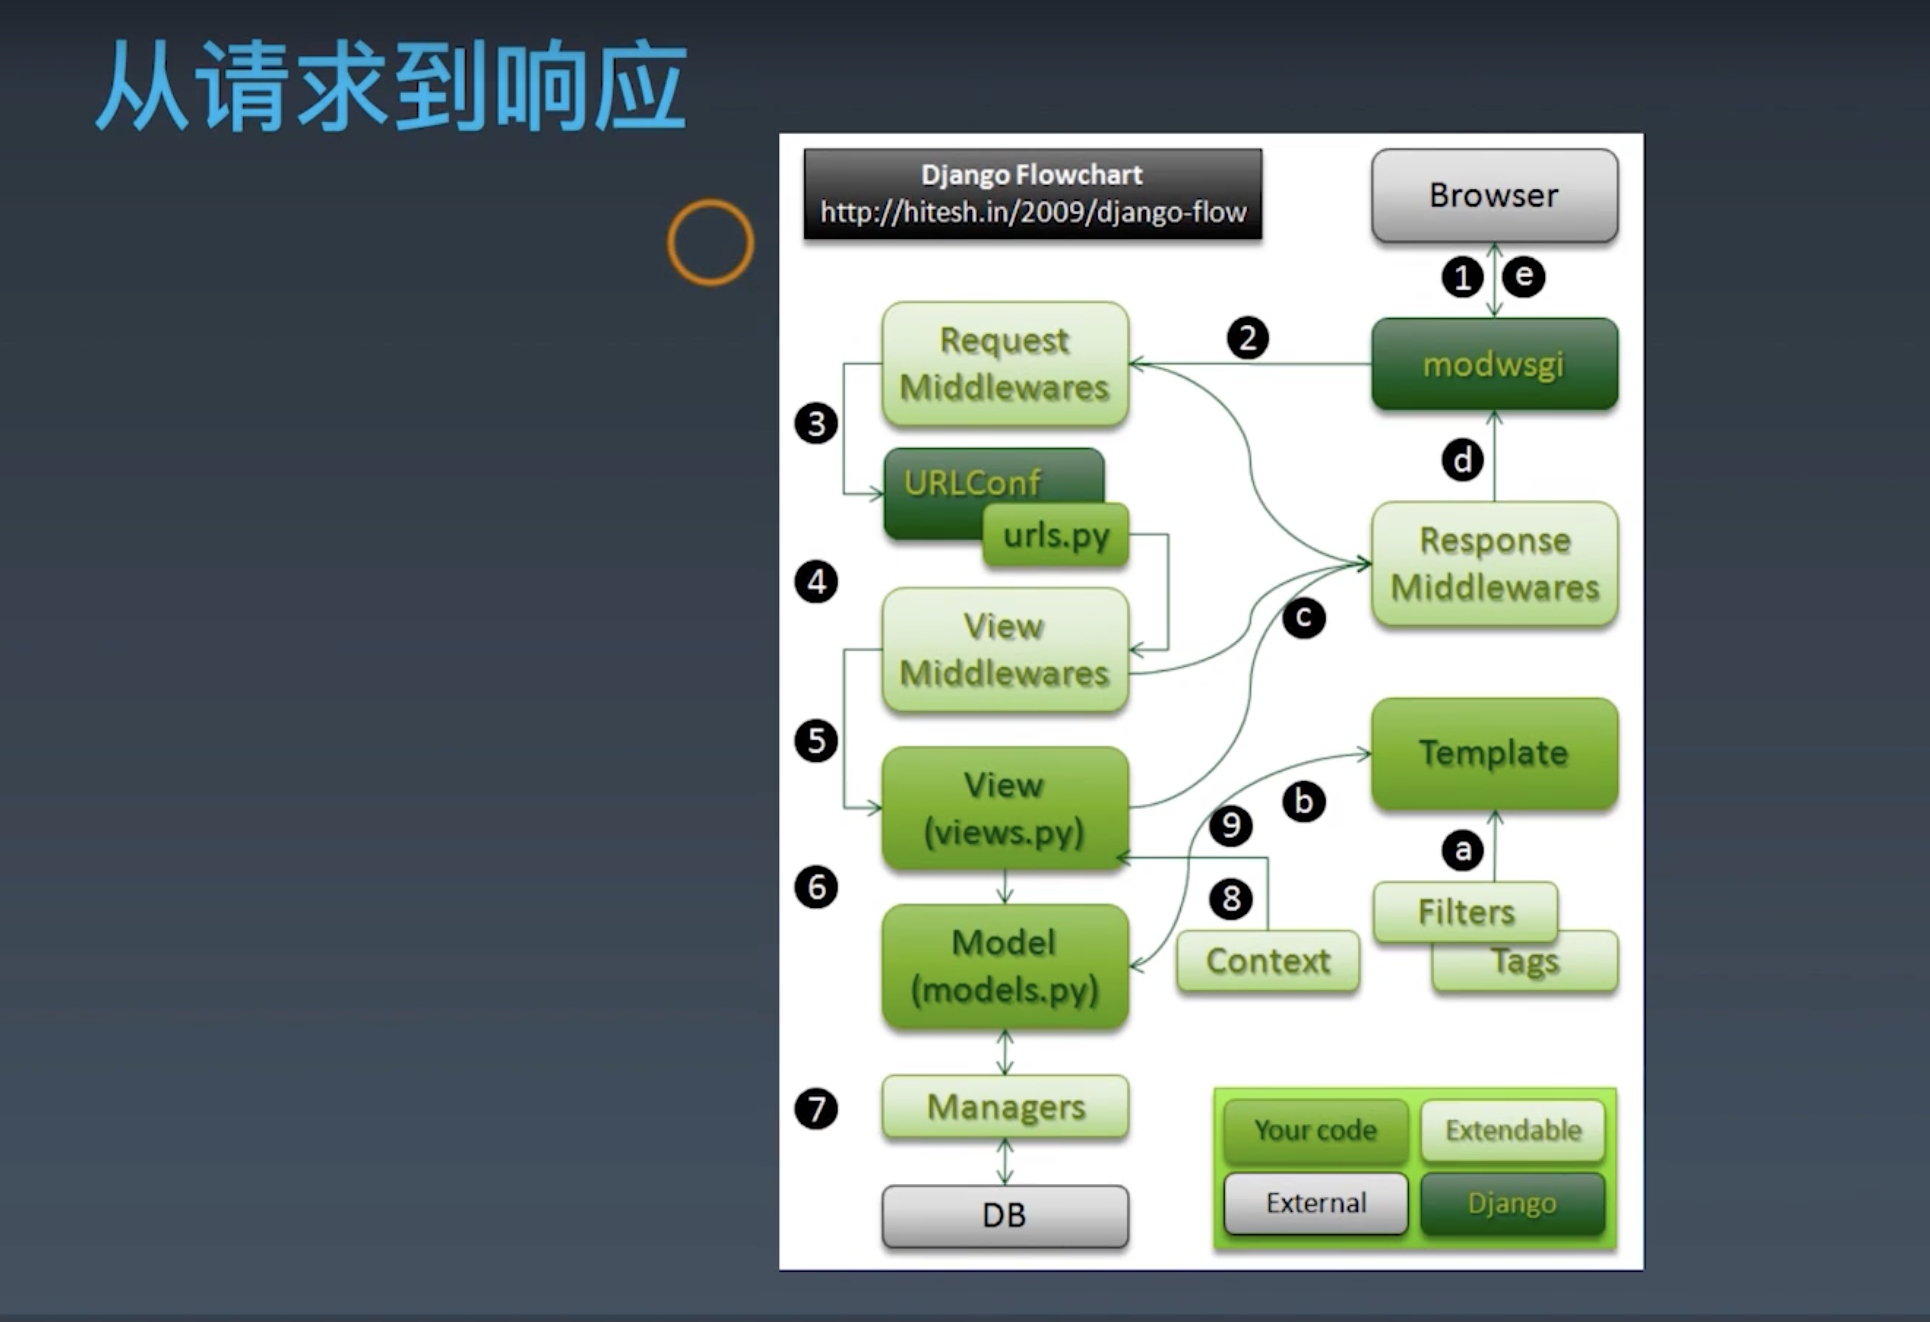 从请求到响应
Django Flowchart
http://hitesh.in/2009/django-flow
Browser
1
e
2
Request
Middlewares
modwsgi
3
d
URLConf
urls.py
Response
Middlewares
4
c
View
Middlewares
5
Template
View
(views.py)
9
b
a
6
8
Filters
Tags
Context
Model
(models.py)
7
Managers
DB
Your code
Extendable
External
Django